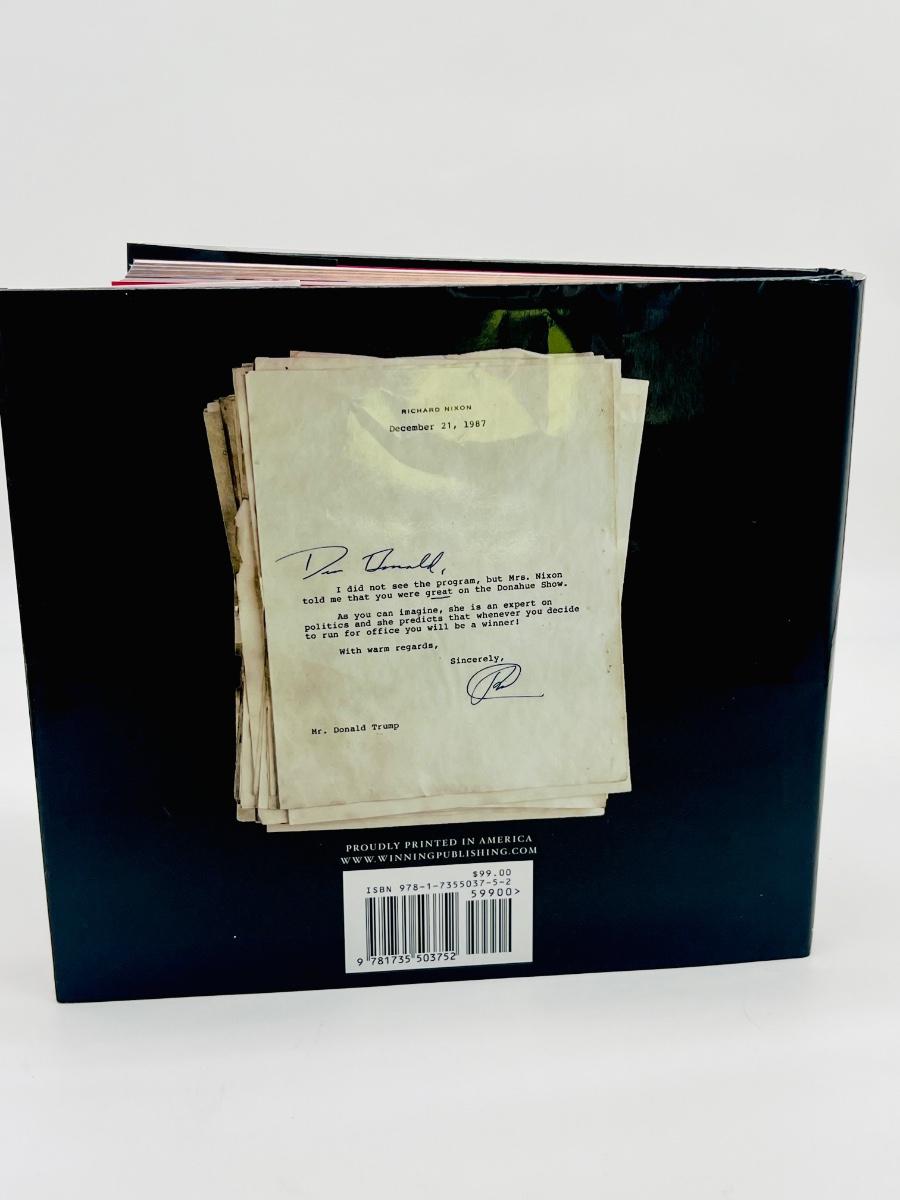 RICHARD NIXON
December 21, 1987
Dear Donald,
I did not see the program, but Mrs. Nixon
told me that you were great on the Donahue Show.
As you can imagine, she is an expert on
politics and she predicts that whenever you decide
to run for office you will be a winner!
With warm regards,
Sincerely,
RN
Mr. Donald Trump
PROUDLY PRINTED IN AMERICA
WWW.WINNINGPUBLISHING.COM
$99.00
ISBN 978-1-7355037-5-2
59900>
9 781735 503752